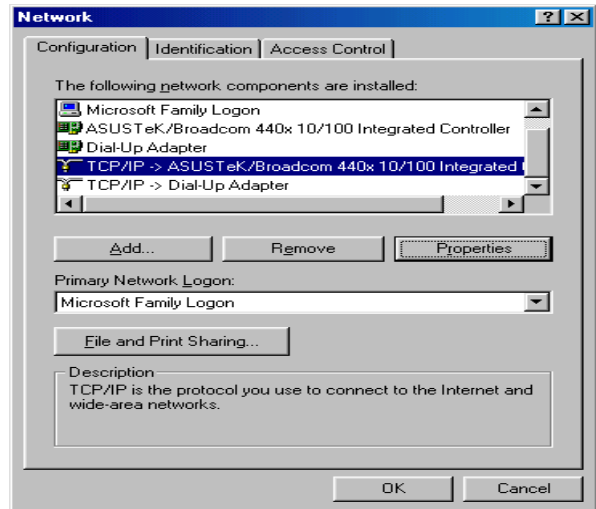 Network
Configuration Identification Access Control
The following network components are installed:
Microsoft Family Logon
ASUSTeK/Broadcom 440x 10/100 Integrated Controller
Dial-Up Adapter
TCP/IP -> ASUSTeK/Broadcom 440x 10/100 Integrated
TCP/IP -> Dial-Up Adapter
Add... Remove Properties
Primary Network Logon:
Microsoft Family Logon
File and Print Sharing...
Description
TCP/IP is the protocol you use to connect to the Internet and
wide-area networks.
OK Cancel